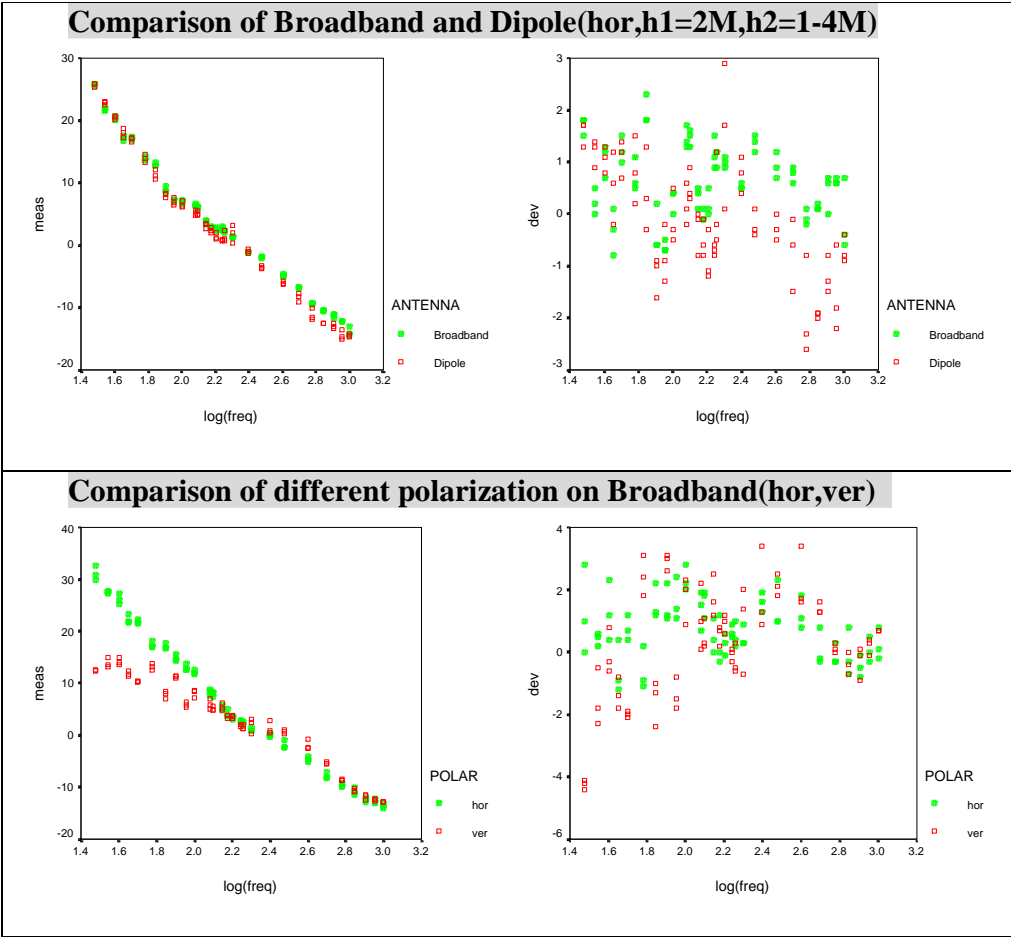 Comparison of Broadband and Dipole(hor,h1=2M,h2=1-4M)
30
20
10
0
-10
-20
meas
1.4 1.6 1.8 2.0 2.2 2.4 2.6 2.8 3.0 3.2
log(freq)
ANTENNA
Broadband
Dipole
3
2
1
0
-1
-2
-3
dev
1.4 1.6 1.8 2.0 2.2 2.4 2.6 2.8 3.0 3.2
log(freq)
ANTENNA
Broadband
Dipole
Comparison of different polarization on Broadband(hor,ver)
40
30
20
10
0
-10
-20
meas
1.4 1.6 1.8 2.0 2.2 2.4 2.6 2.8 3.0 3.2
log(freq)
POLAR
hor
ver
4
2
0
-2
-4
-6
dev
1.4 1.6 1.8 2.0 2.2 2.4 2.6 2.8 3.0 3.2
log(freq)
POLAR
hor
ver